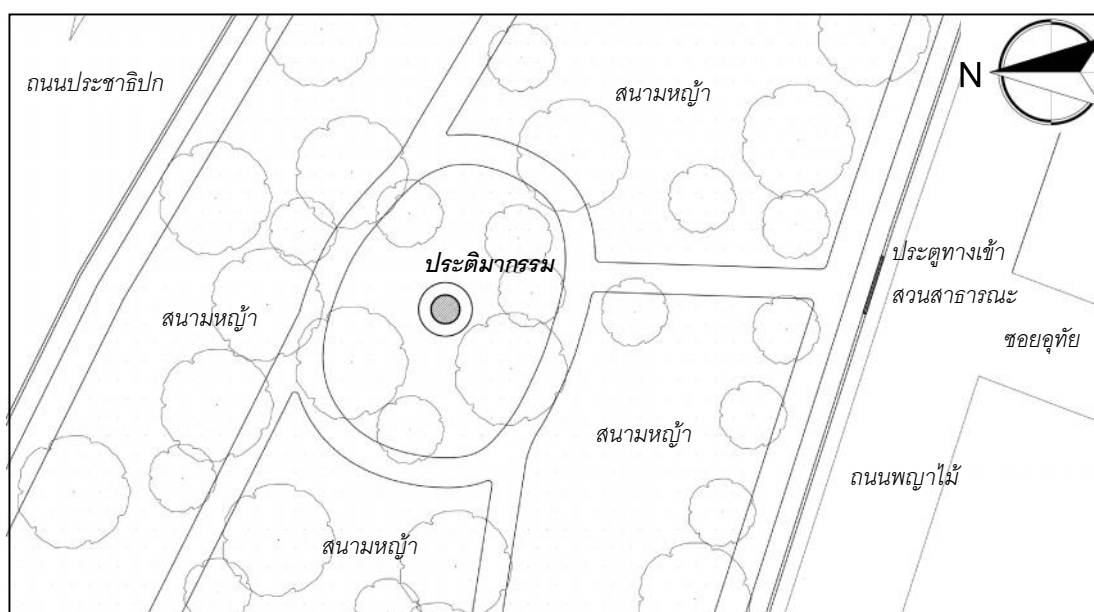 ถนนประชาธิปก
สนามหญ้า
N
ประติมากรรม
ประตูทางเข้า
สวนสาธารณะ
สนามหญ้า
ซอยอุทัย
สนามหญ้า
ถนนพญาไม้
สนามหญ้า